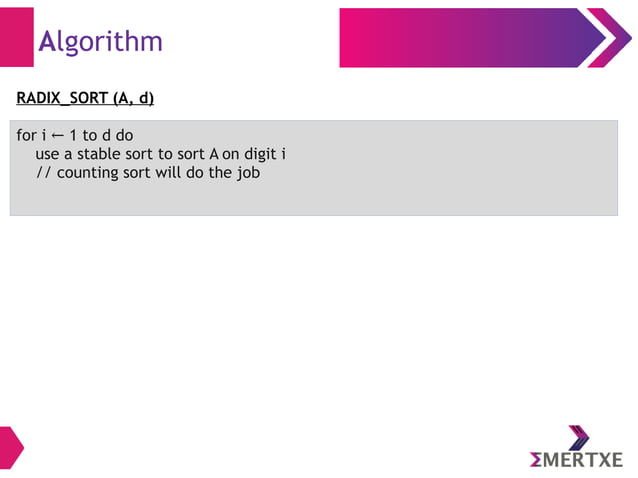 Algorithm
RADIX_SORT (A, d)
for i ← 1 to d do
use a stable sort to sort A on digit i
// counting sort will do the job
ΣMERTXE